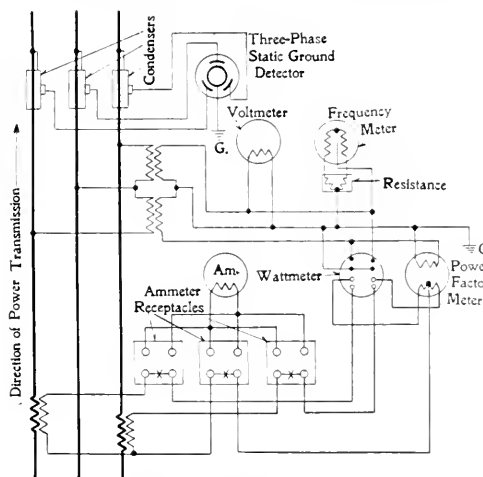 Condensers
Three-Phase
Static Ground
Detector
G.
Voltmeter
Frequency
Meter
Resistance
Direction of Power Transmission
Am.
Wattmeter
G
Power
Factor
Meter
Ammeter
Receptacles
x
x
x